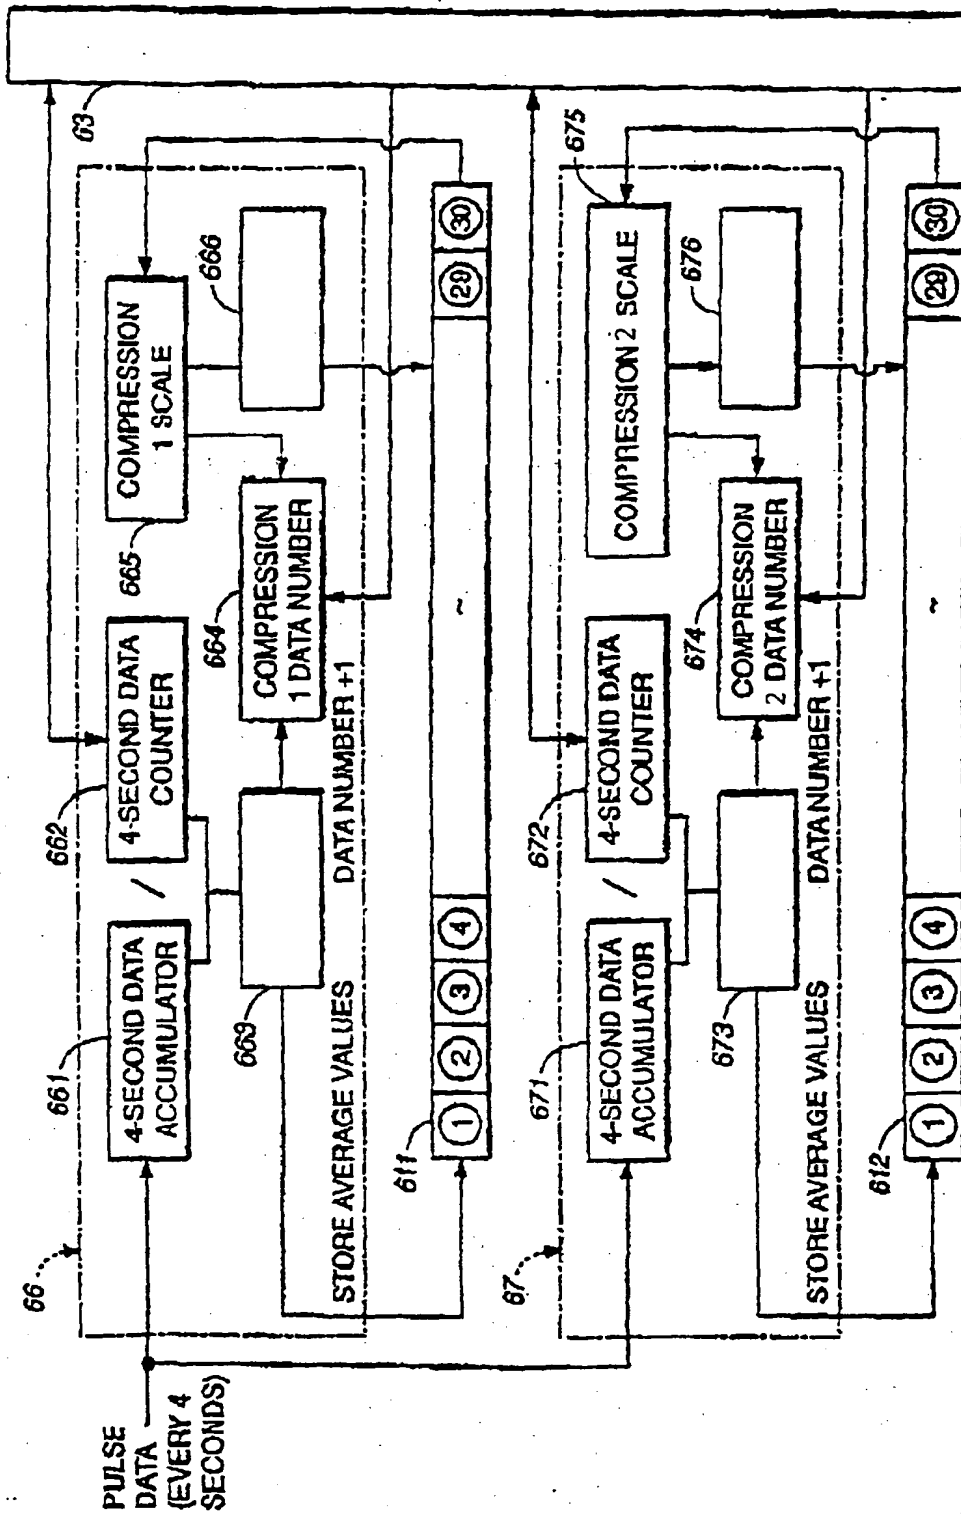 PULSE
DATA
(EVERY 4
SECONDS)
66
661
4-SECOND DATA
ACCUMULATOR
/
662
4-SECOND DATA
COUNTER
665
COMPRESSION
1 SCALE
63
669
664
COMPRESSION
1 DATA NUMBER
666
STORE AVERAGE VALUES
DATA NUMBER +1
611
1 2 3 4 ~ 29 30
67
671
4-SECOND DATA
ACCUMULATOR
/
672
4-SECOND DATA
COUNTER
COMPRESSION 2 SCALE
675
673
674
COMPRESSION
2 DATA NUMBER
676
STORE AVERAGE VALUES
DATA NUMBER +1
612
1 2 3 4 ~ 29 30